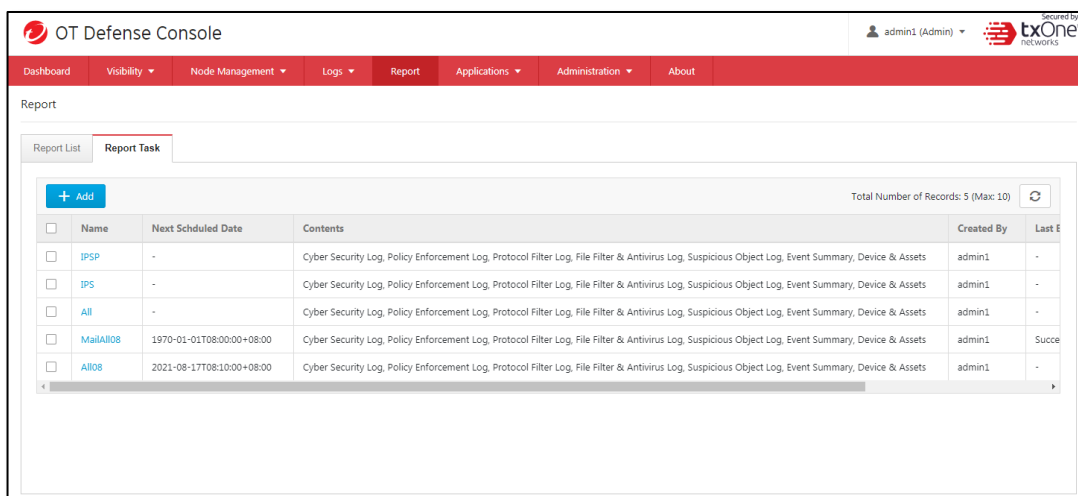 OT Defense Console
admin1 (Admin)
Secured by
txOne
networks
Dashboard Visibility Node Management Logs Report Applications Administration About
Report
Report List Report Task
+ Add Total Number of Records: 5 (Max: 10)
Name Next Schduled Date Contents Created By Last
IPSP - Cyber Security Log, Policy Enforcement Log, Protocol Filter Log, File Filter & Antivirus Log, Suspicious Object Log, Event Summary, Device & Assets admin1 -
IPS - Cyber Security Log, Policy Enforcement Log, Protocol Filter Log, File Filter & Antivirus Log, Suspicious Object Log, Event Summary, Device & Assets admin1 -
All - Cyber Security Log, Policy Enforcement Log, Protocol Filter Log, File Filter & Antivirus Log, Suspicious Object Log, Event Summary, Device & Assets admin1 -
MailAll08 1970-01-01T08:00:00+08:00 Cyber Security Log, Policy Enforcement Log, Protocol Filter Log, File Filter & Antivirus Log, Suspicious Object Log, Event Summary, Device & Assets admin1 Succe
All08 2021-08-17T08:10:00+08:00 Cyber Security Log, Policy Enforcement Log, Protocol Filter Log, File Filter & Antivirus Log, Suspicious Object Log, Event Summary, Device & Assets admin1 -